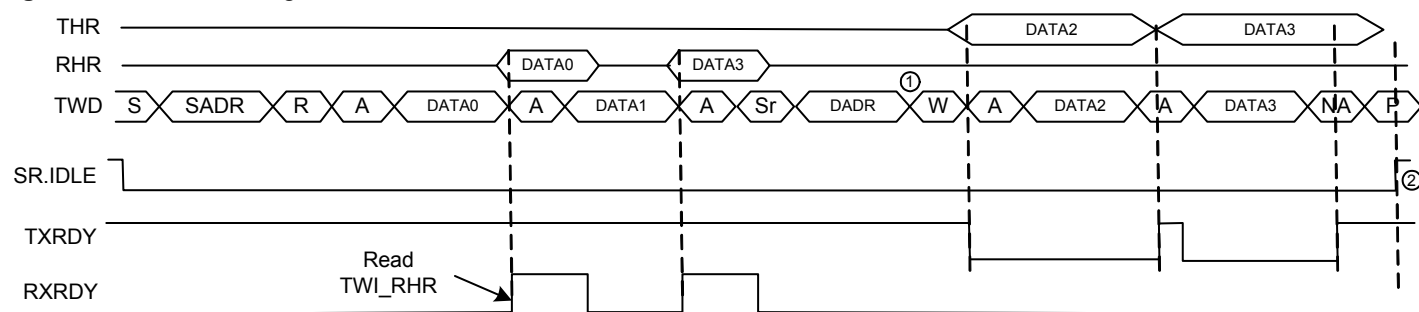 THR DATA2 DATA3
RHR DATA0 DATA3
TWD S SADR R A DATA0 A DATA1 A Sr DADR ① W A DATA2 A DATA3 NA P
SR.IDLE ②
TXRDY
Read
TWI_RHR
RXRDY